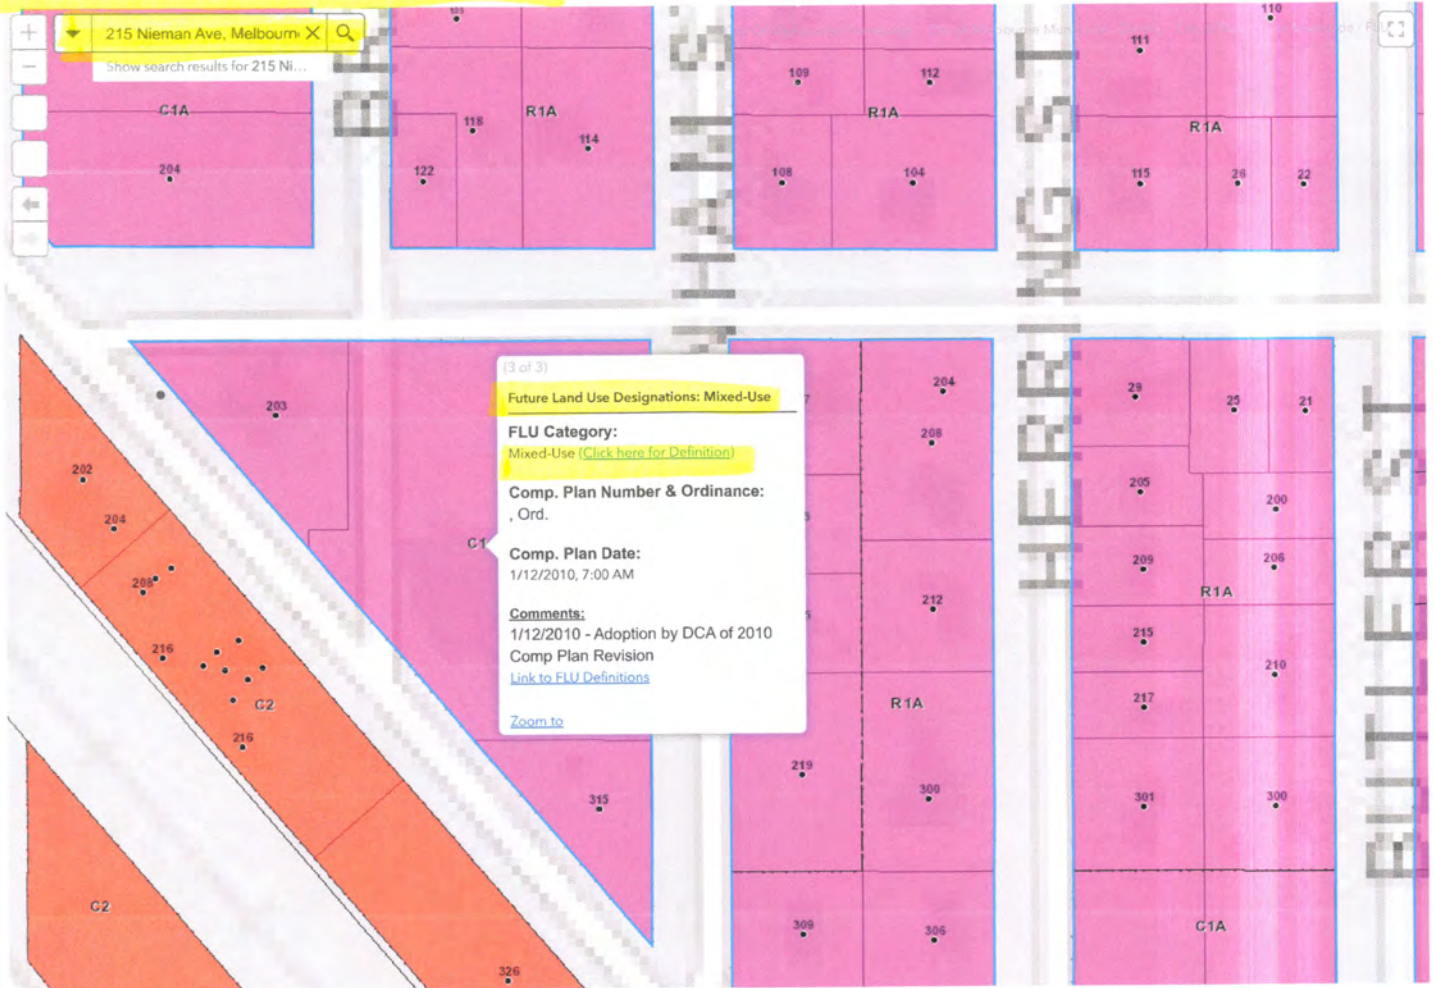 215 Nieman Ave, Melbourn
Show search results for 215 Ni...
C1A
204
118
R1A
114
122
109
112
R1A
108
104
110
111
R1A
115
26
22
HERRING ST
BUTLER ST
203
202
204
208
216
C2
216
C2
326
C1
315
(3 of 3)
Future Land Use Designations: Mixed-Use
FLU Category:
Mixed-Use (Click here for Definition)
Comp. Plan Number & Ordinance:
, Ord.
Comp. Plan Date:
1/12/2010, 7:00 AM
Comments:
1/12/2010 - Adoption by DCA of 2010
Comp Plan Revision
Link to FLU Definitions
Zoom to
204
208
212
R1A
219
300
309
306
29
25
21
205
200
209
206
R1A
215
210
217
301
300
C1A